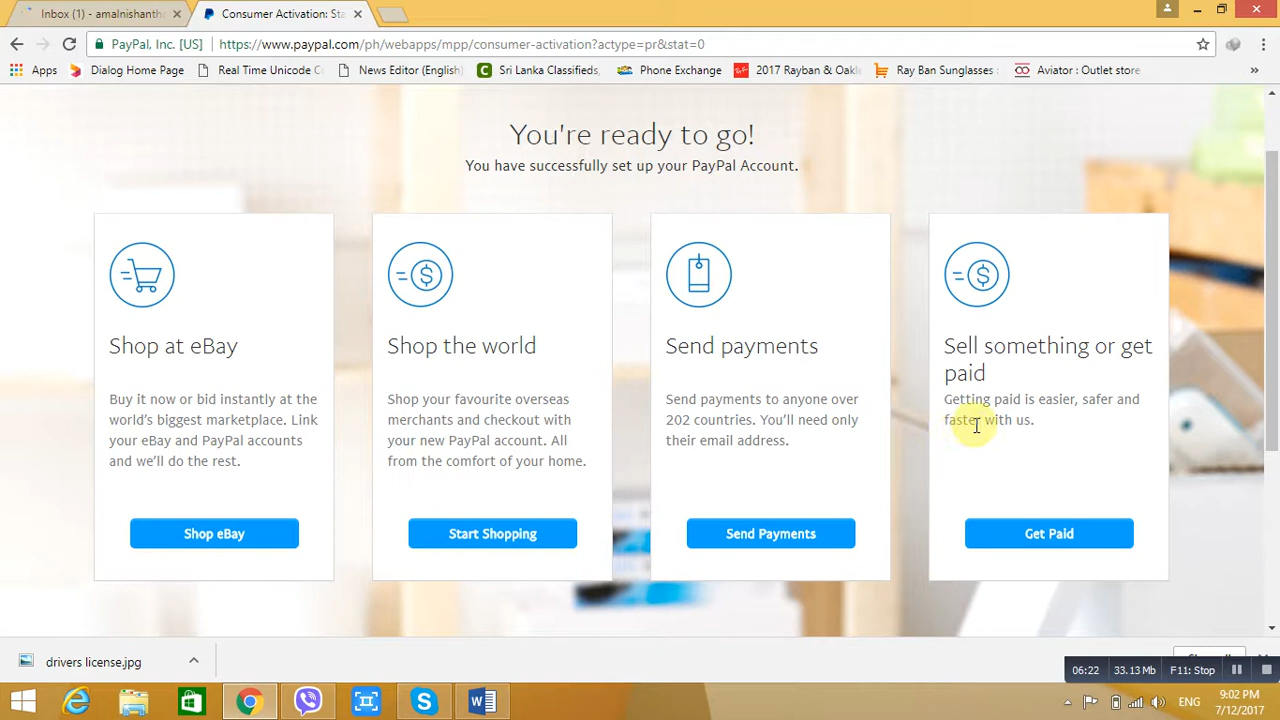 Inbox (1) - amalnishanth
Consumer Activation: Sta
PayPal, Inc. [US]
https://www.paypal.com/ph/webapps/mpp/consumer-activation?actype=pr&stat=0
Apps
Dialog Home Page
Real Time Unicode C
News Editor (English)
Sri Lanka Classifieds,
Phone Exchange
2017 Rayban & Oakl
Ray Ban Sunglasses
Aviator : Outlet store
»
You're ready to go!
You have successfully set up your PayPal Account.
Shop at eBay
Buy it now or bid instantly at the
world's biggest marketplace. Link
your eBay and PayPal accounts
and we'll do the rest.
Shop eBay
Shop the world
Shop your favourite overseas
merchants and checkout with
your new PayPal account. All
from the comfort of your home.
Start Shopping
Send payments
Send payments to anyone over
202 countries. You'll need only
their email address.
Send Payments
Sell something or get
paid
Getting paid is easier, safer and
faster with us.
Get Paid
drivers license.jpg
06:22
33.13 Mb
F11: Stop
ENG
9:02 PM
7/12/2017